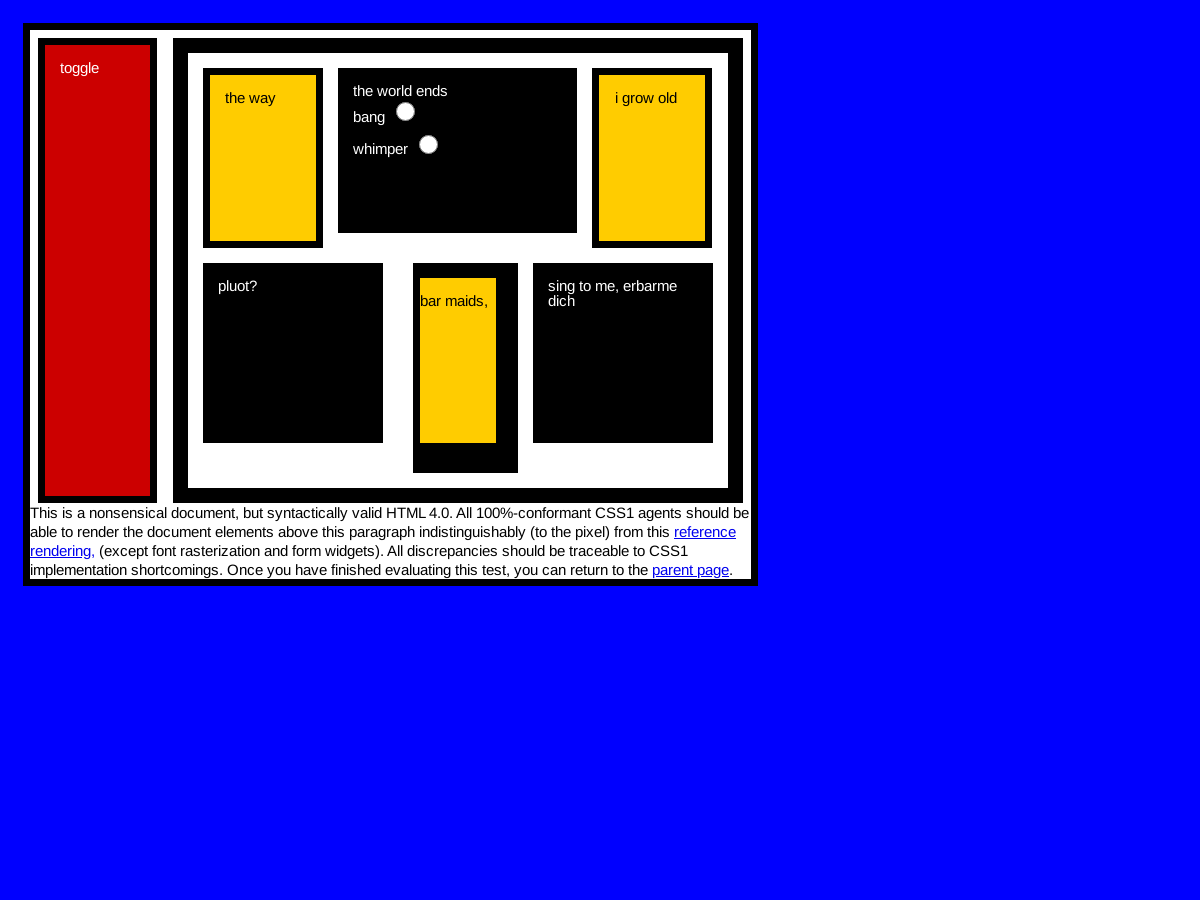 toggle
the way
the world ends
bang
whimper
i grow old
pluot?
bar maids,
sing to me, erbarme
dich
This is a nonsensical document, but syntactically valid HTML 4.0. All 100%-conformant CSS1 agents should be
able to render the document elements above this paragraph indistinguishably (to the pixel) from this reference
rendering, (except font rasterization and form widgets). All discrepancies should be traceable to CSS1
implementation shortcomings. Once you have finished evaluating this test, you can return to the parent page.